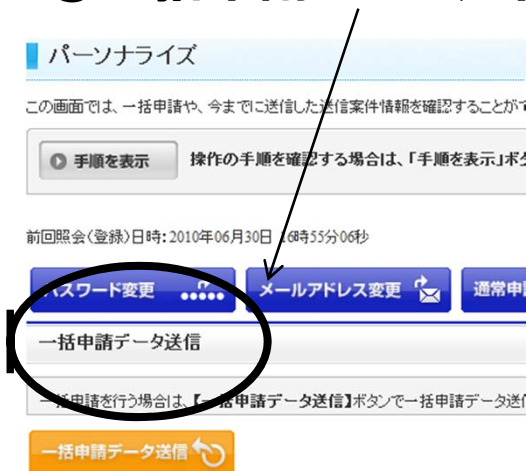 パーソナライズ
この画面では、一括申請や、今までに送信した送信案件情報を確認することがで
手順を表示 操作の手順を確認する場合は、「手順を表示」ボタ
前回照会(登録)日時:2010年06月30日 16時55分06秒
パスワード変更 メールアドレス変更 通常申
一括申請データ送信
一括申請を行う場合は、【一括申請データ送信】ボタンで一括申請データ送
一括申請データ送信